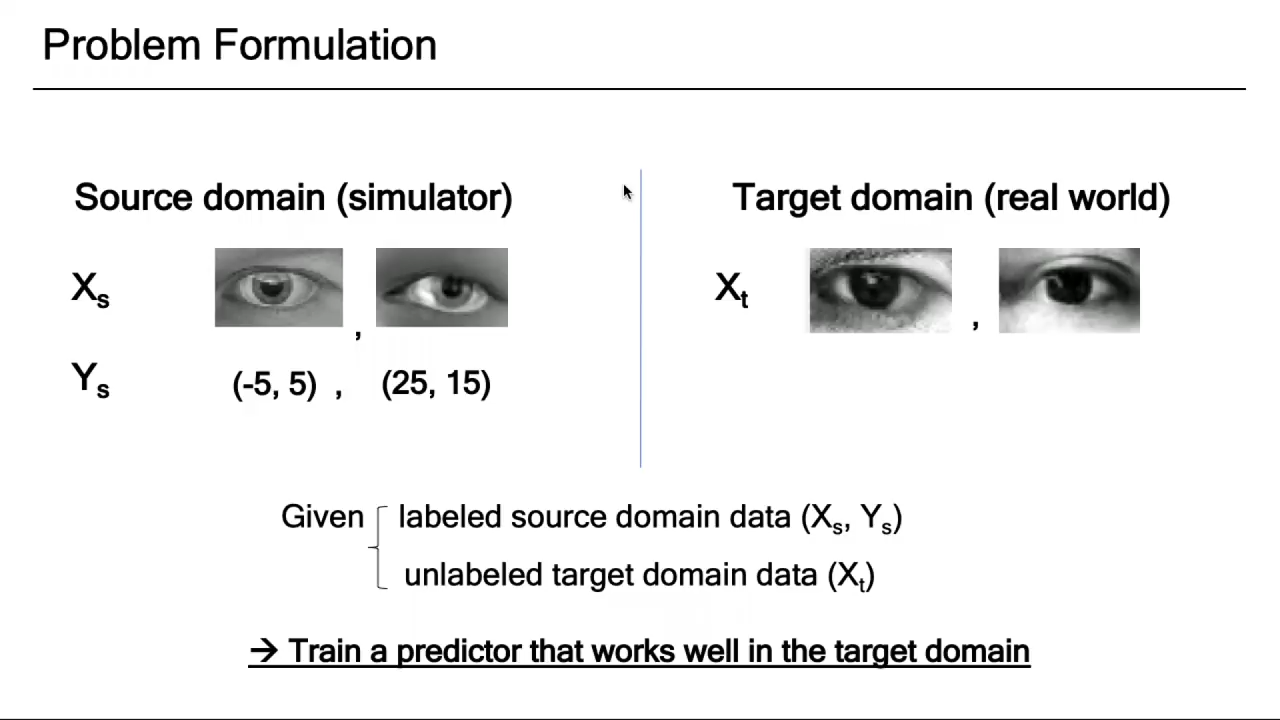 Problem Formulation
Source domain (simulator)
Target domain (real world)
Xs
,
Xt
,
Ys (-5, 5) , (25, 15)
Given labeled source domain data (Xs, Ys)
unlabeled target domain data (Xt)
→ Train a predictor that works well in the target domain